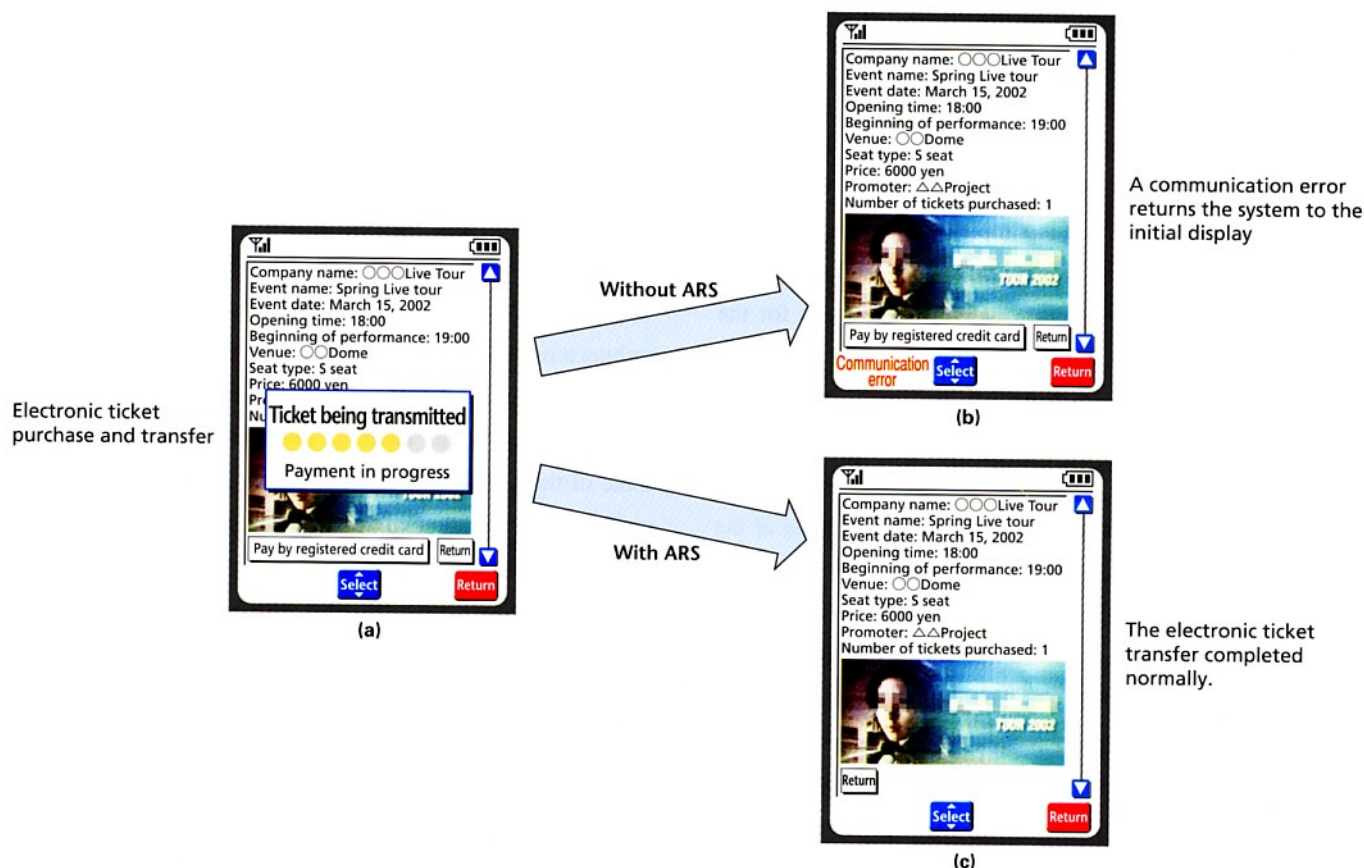 Electronic ticket
purchase and transfer
Company name: ○○○Live Tour
Event name: Spring Live tour
Event date: March 15, 2002
Opening time: 18:00
Beginning of performance: 19:00
Venue: ○○Dome
Seat type: S seat
Price: 6000 yen
Pr
Nu
Ticket being transmitted
Payment in progress
TOUR 2002
Pay by registered credit card Return
Select Return
(a)
Without ARS
With ARS
Company name: ○○○Live Tour
Event name: Spring Live tour
Event date: March 15, 2002
Opening time: 18:00
Beginning of performance: 19:00
Venue: ○○Dome
Seat type: S seat
Price: 6000 yen
Promoter: △△Project
Number of tickets purchased: 1
TOUR 2002
Pay by registered credit card Return
Communication
error
Select Return
(b)
A communication error
returns the system to the
initial display
Company name: ○○○Live Tour
Event name: Spring Live tour
Event date: March 15, 2002
Opening time: 18:00
Beginning of performance: 19:00
Venue: ○○Dome
Seat type: S seat
Price: 6000 yen
Promoter: △△Project
Number of tickets purchased: 1
TOUR 2002
Return
Select Return
(c)
The electronic ticket
transfer completed
normally.